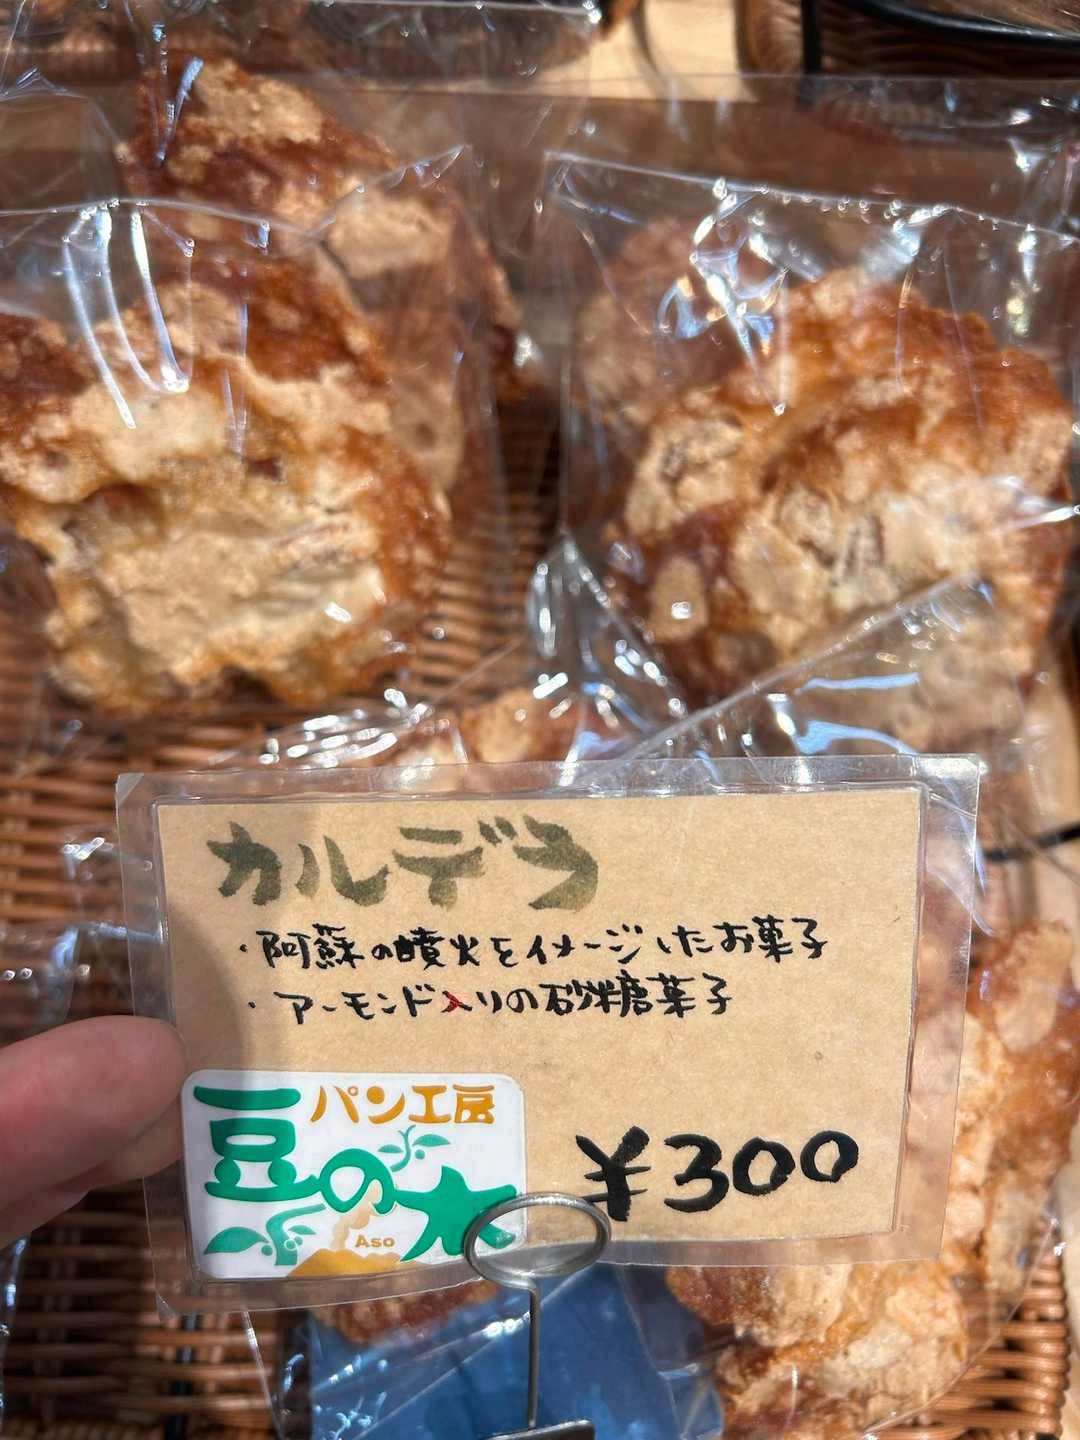 カルデラ
・阿蘇の噴火をイメージしたお菓子
・アーモンド入りの砂糖菓子
パン工房
豆の木
Aso
¥300